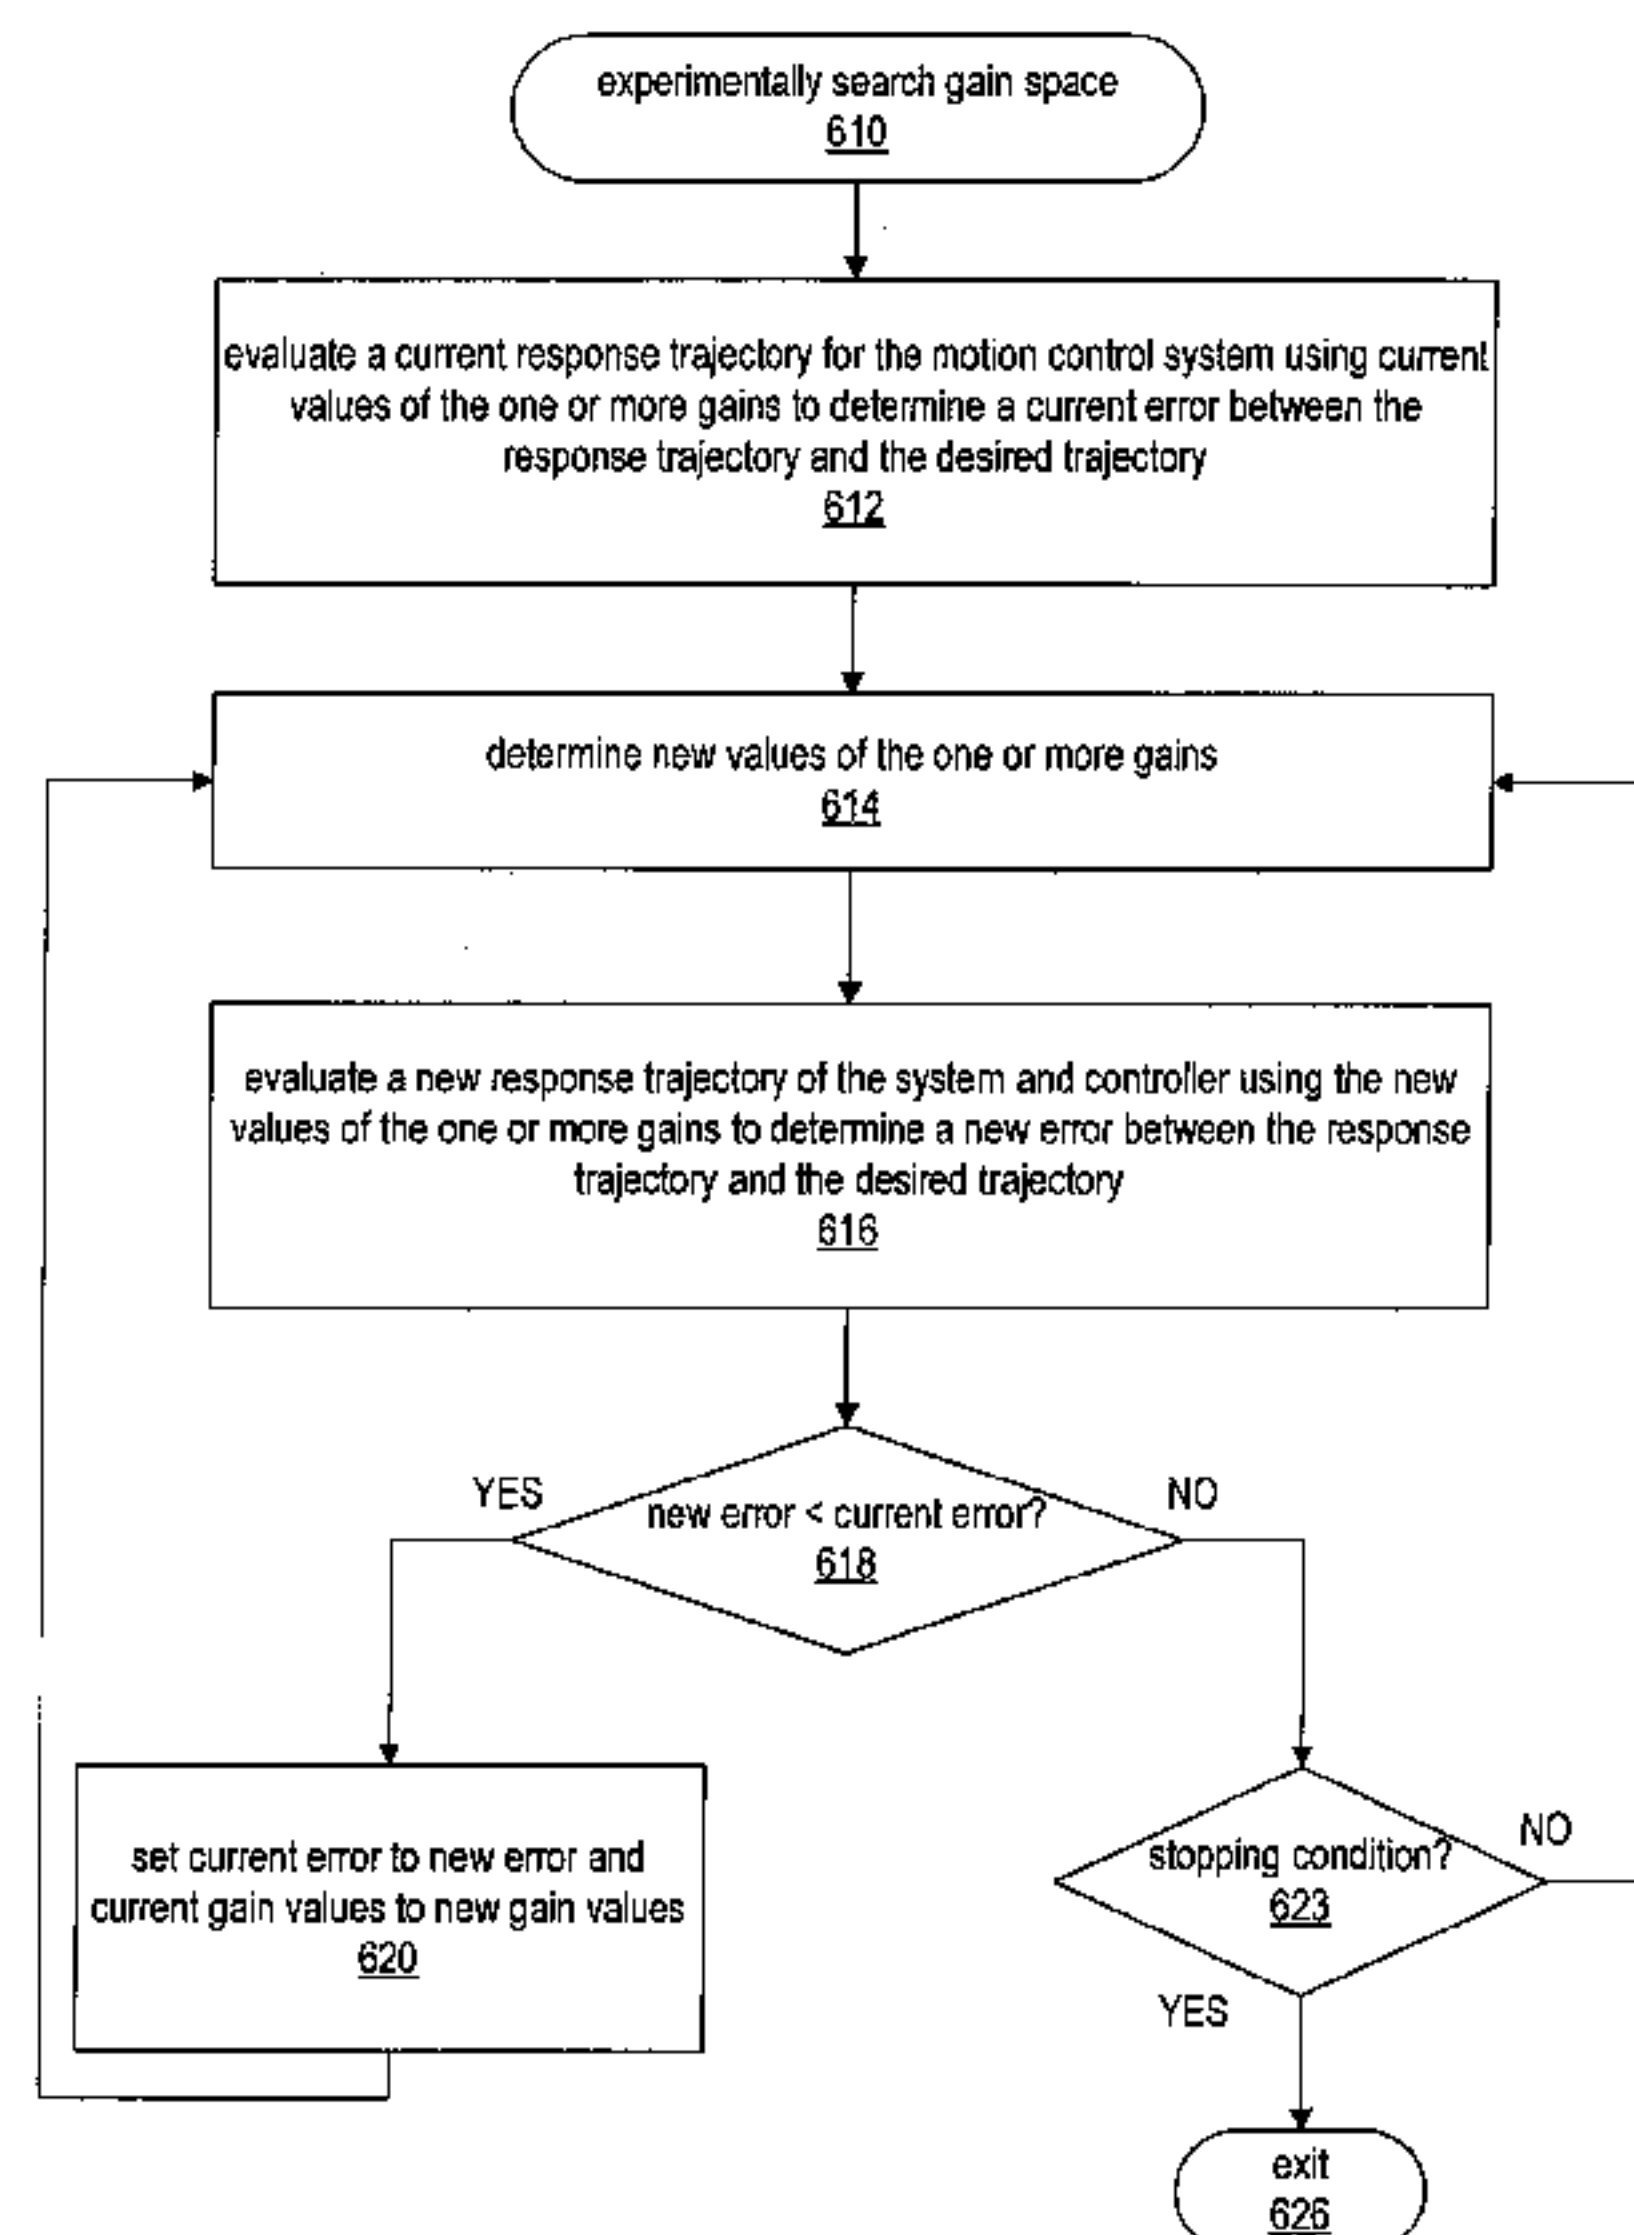 experimentally search gain space
610
evaluate a current response trajectory for the motion control system using current
values of the one or more gains to determine a current error between the
response trajectory and the desired trajectory
612
determine new values of the one or more gains
614
evaluate a new response trajectory of the system and controller using the new
values of the one or more gains to determine a new error between the response
trajectory and the desired trajectory
616
YES
new error < current error?
618
NO
set current error to new error and
current gain values to new gain values
620
stopping condition?
623
NO
YES
exit
626